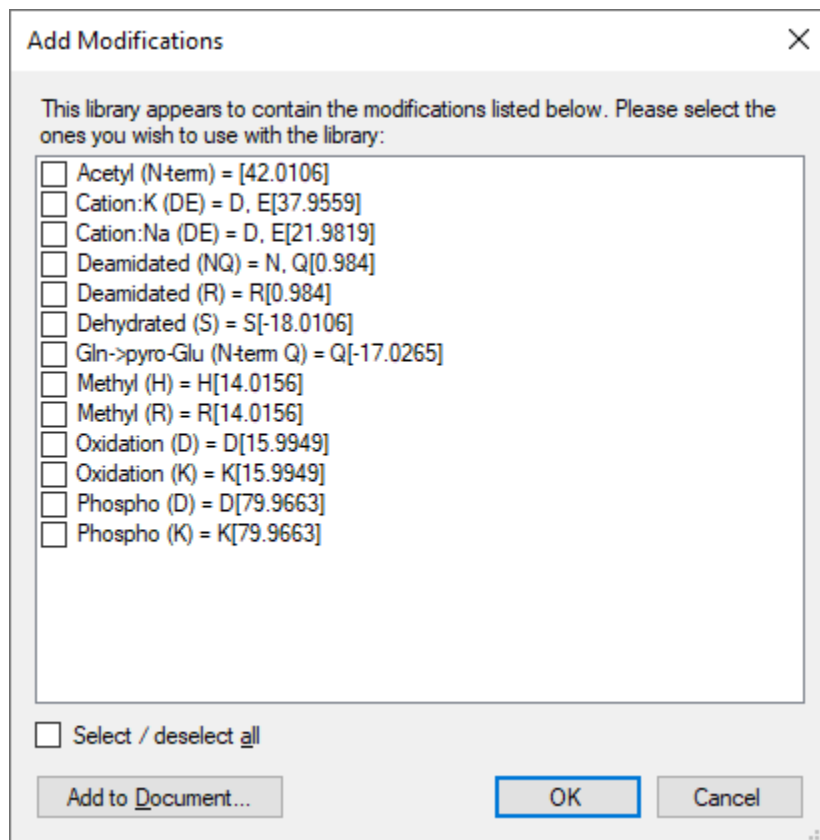 Add Modifications
This library appears to contain the modifications listed below. Please select the
ones you wish to use with the library:
Acetyl (N-term) = [42.0106]
Cation:K (DE) = D, E[37.9559]
Cation:Na (DE) = D, E[21.9819]
Deamidated (NQ) = N, Q[0.984]
Deamidated (R) = R[0.984]
Dehydrated (S) = S[-18.0106]
Gln->pyro-Glu (N-term Q) = Q[-17.0265]
Methyl (H) = H[14.0156]
Methyl (R) = R[14.0156]
Oxidation (D) = D[15.9949]
Oxidation (K) = K[15.9949]
Phospho (D) = D[79.9663]
Phospho (K) = K[79.9663]
Select / deselect all
Add to Document... OK Cancel